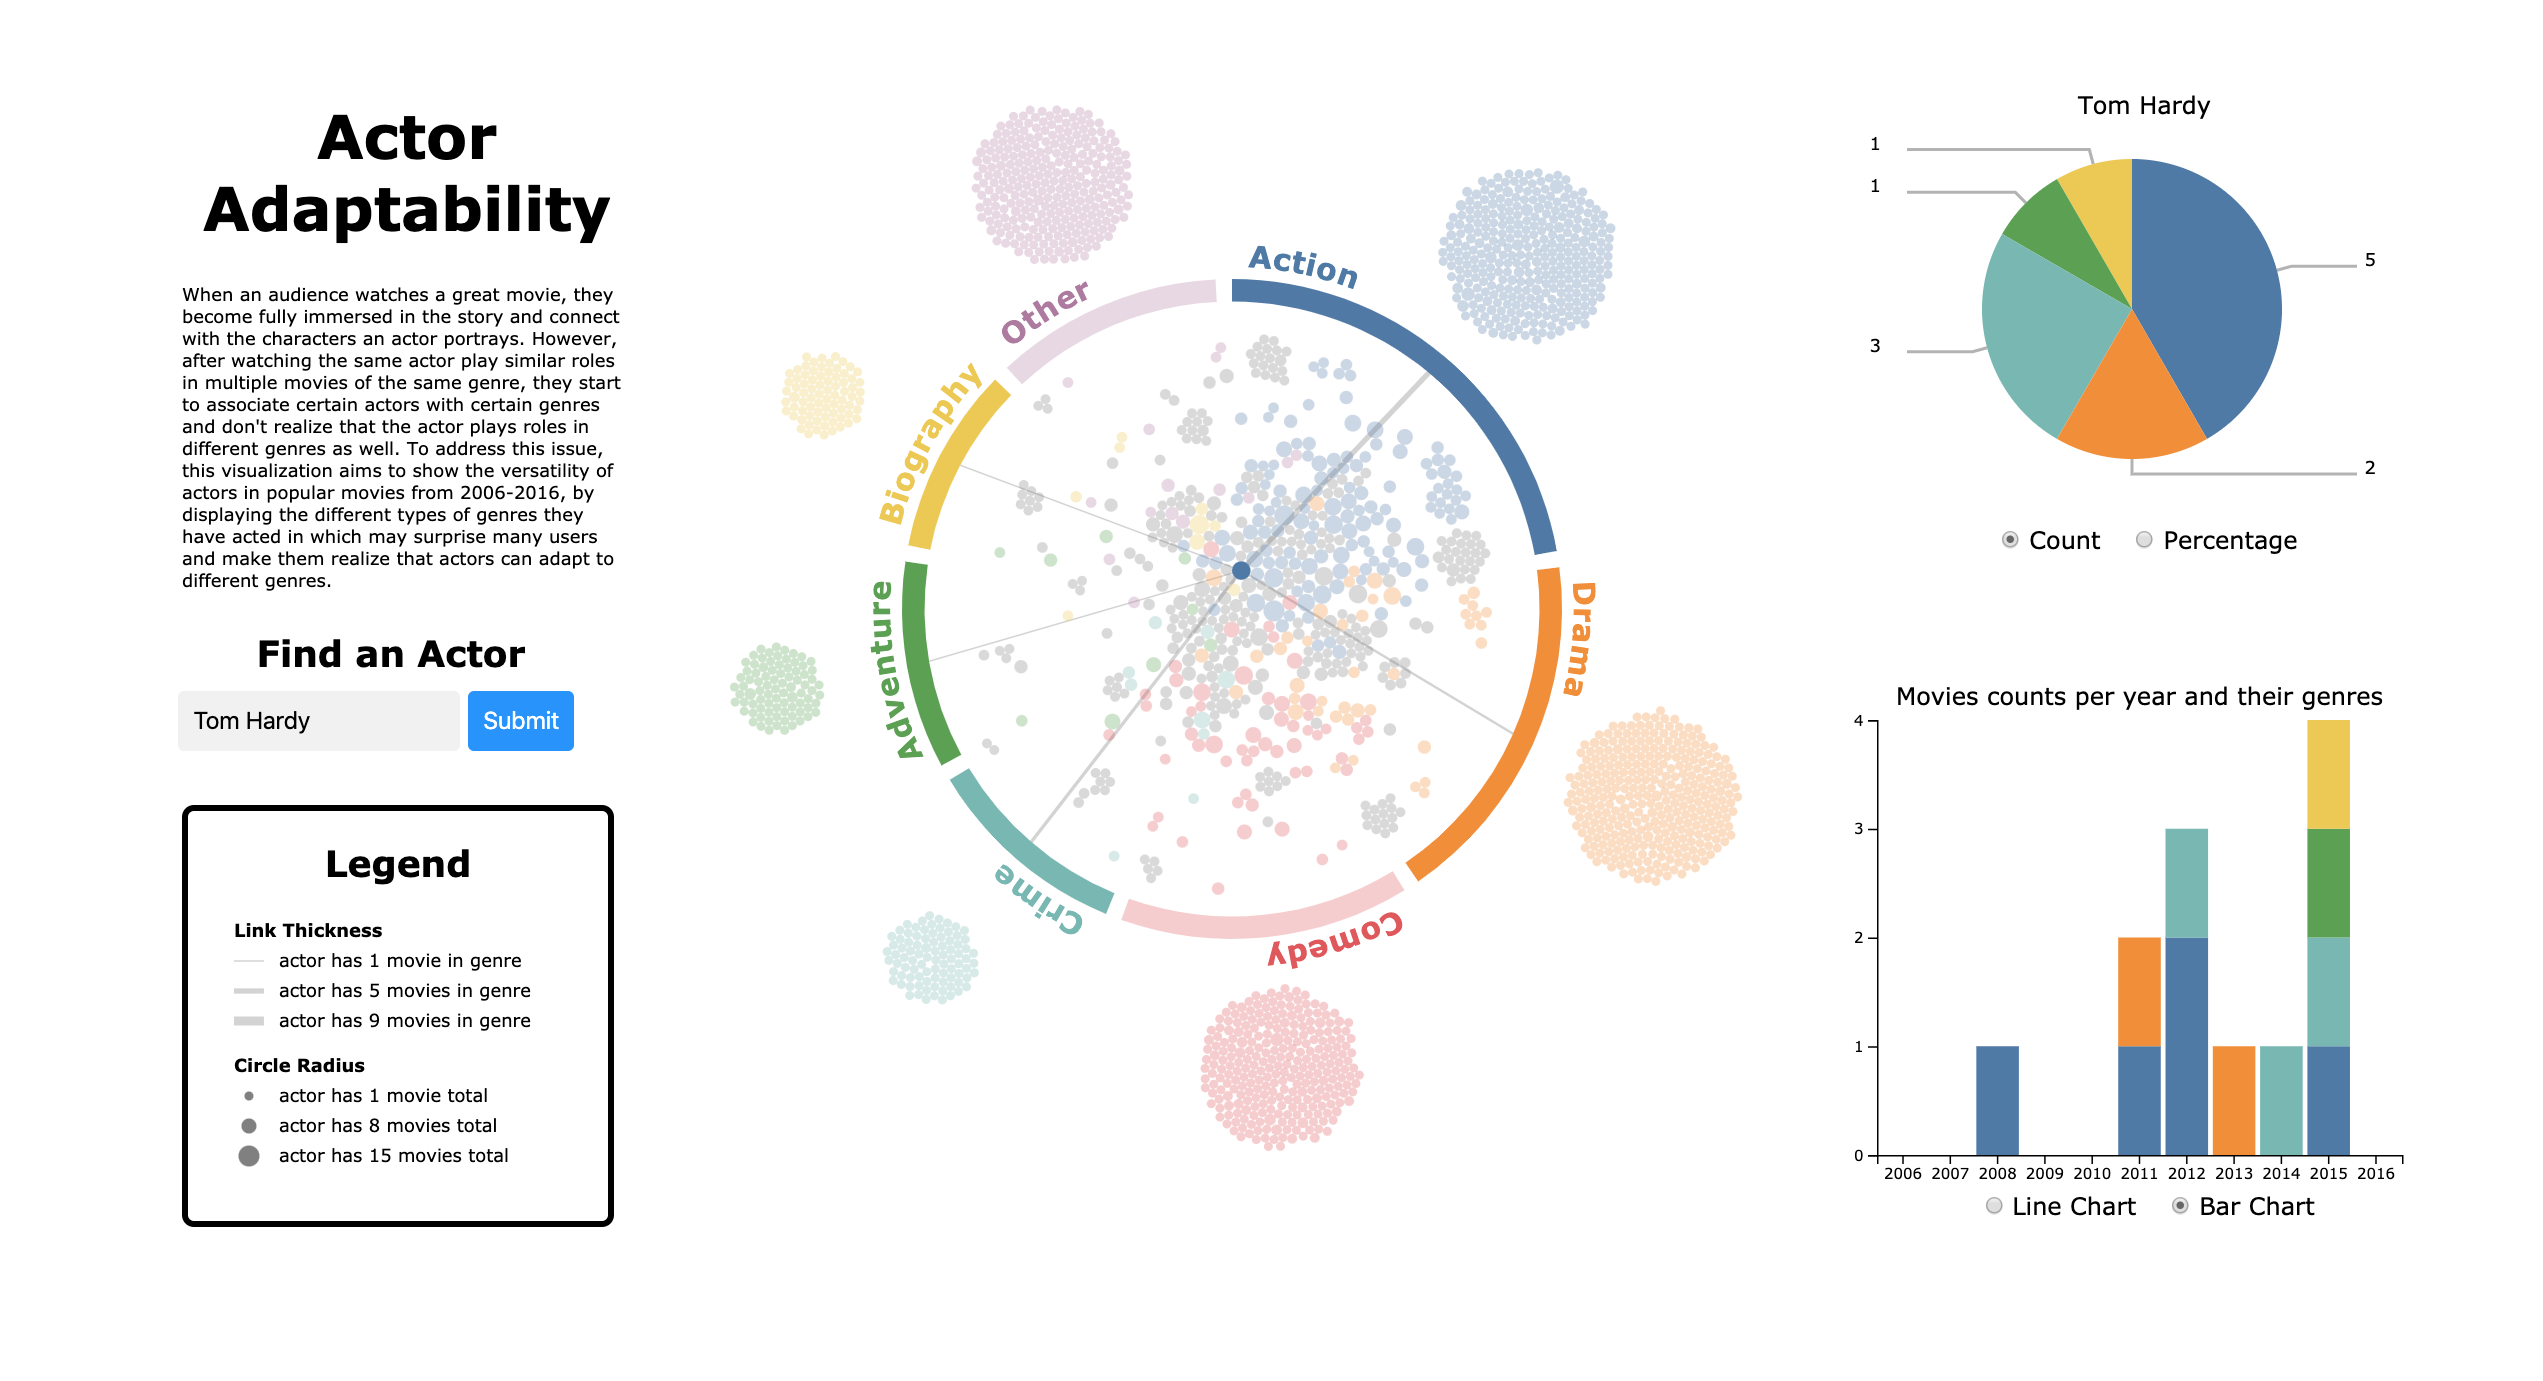 Actor
Adaptability
When an audience watches a great movie, they
become fully immersed in the story and connect
with the characters an actor portrays. However,
after watching the same actor play similar roles
in multiple movies of the same genre, they start
to associate certain actors with certain genres
and don't realize that the actor plays roles in
different genres as well. To address this issue,
this visualization aims to show the versatility of
actors in popular movies from 2006-2016, by
displaying the different types of genres they
have acted in which may surprise many users
and make them realize that actors can adapt to
different genres.
Find an Actor
Tom Hardy
Submit
Legend
Link Thickness
actor has 1 movie in genre
actor has 5 movies in genre
actor has 9 movies in genre
Circle Radius
actor has 1 movie total
actor has 8 movies total
actor has 15 movies total
Action
Drama
Comedy
Crime
Adventure
Biography
Other
Tom Hardy
1
1
5
3
2
Count
Percentage
Movies counts per year and their genres
4
3
2
1
0
2006 2007 2008 2009 2010 2011 2012 2013 2014 2015 2016
Line Chart
Bar Chart